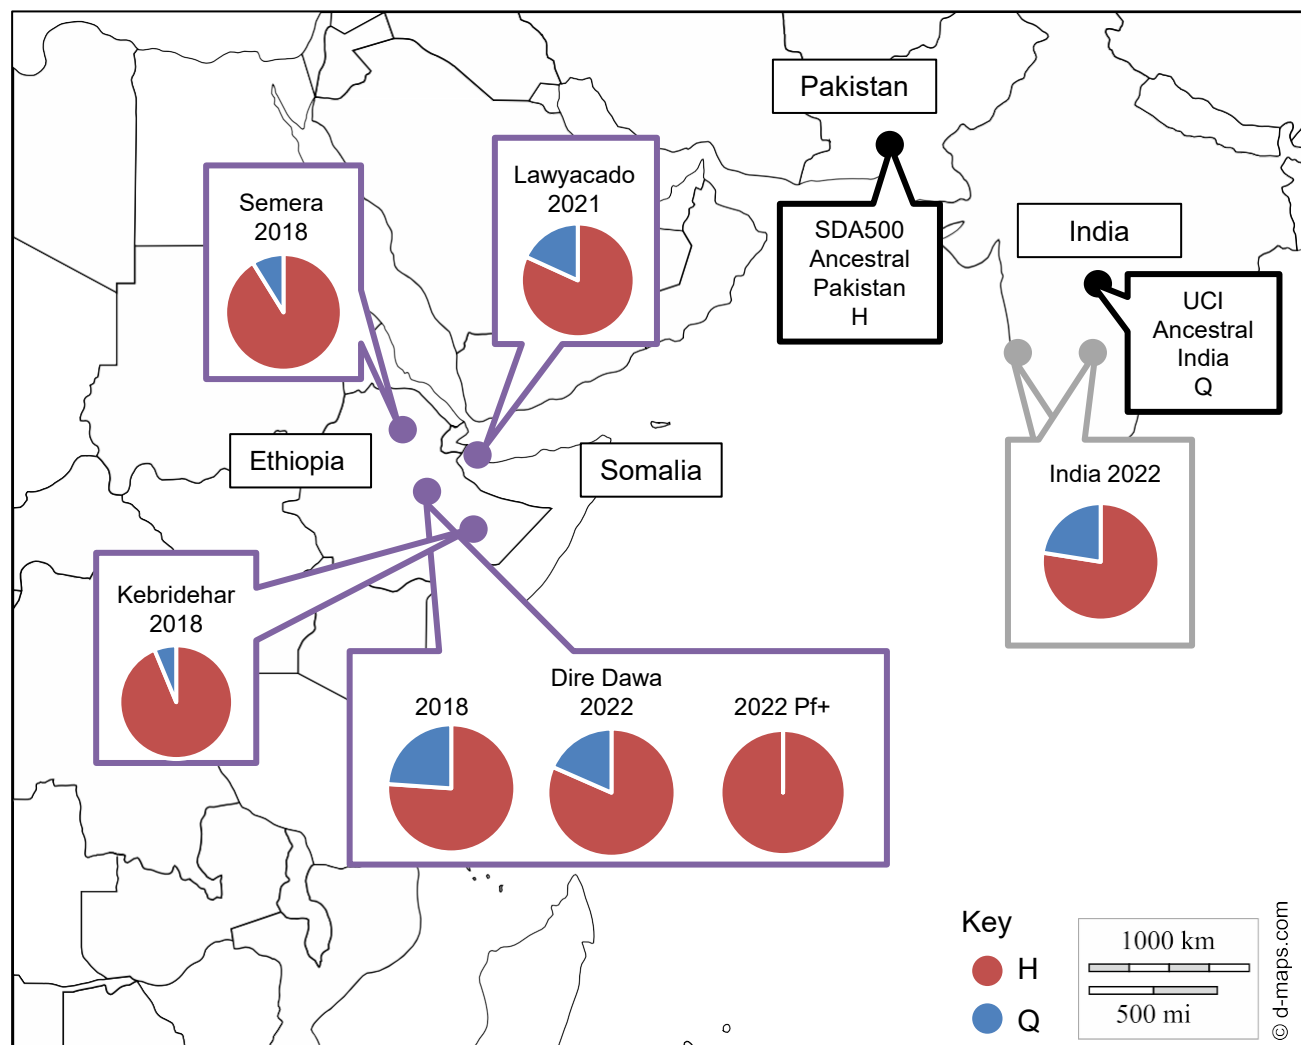 Pakistan
Lawyacado
2021
Semera
2018
SDA500
Ancestral
Pakistan
H
India
UCI
Ancestral
India
Q
Ethiopia
Somalia
India 2022
Kebridehar
2018
Dire Dawa
2018
2022
2022 Pf+
Key
H
Q
1000 km
500 mi
© d-maps.com